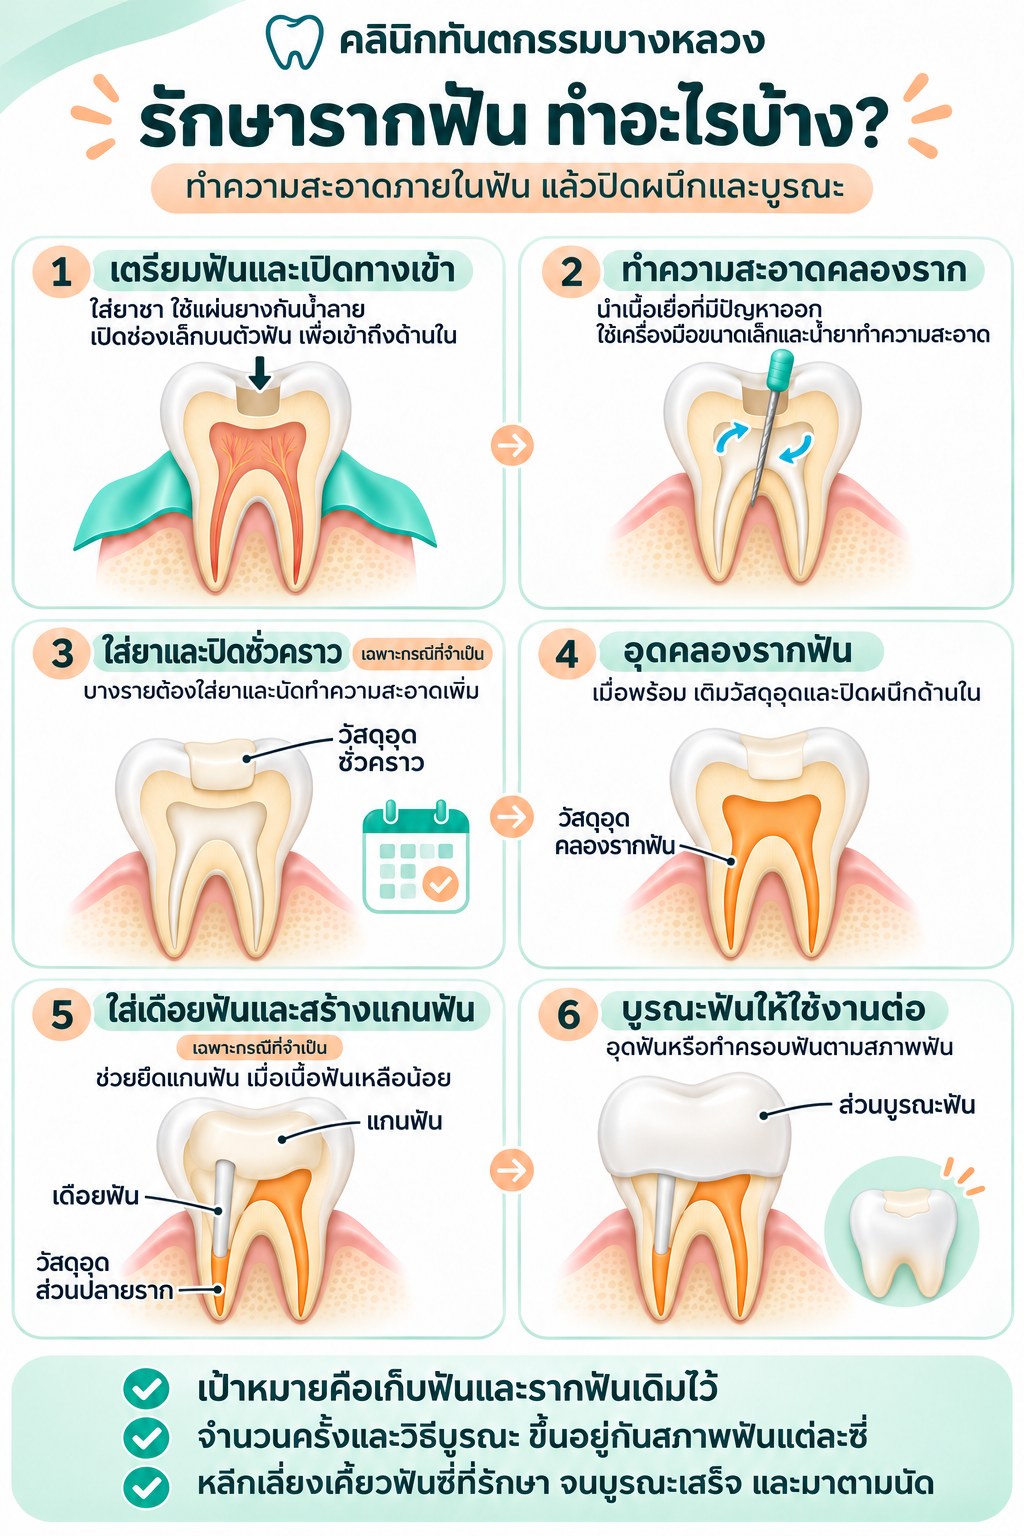 คลินิกทันตกรรมบางหลวง
รักษารากฟัน ทำอะไรบ้าง?
ทำความสะอาดภายในฟัน แล้วปิดผนึกและบูรณะ
1 เตรียมฟันและเปิดทางเข้า
ใส่ยาชา ใช้แผ่นยางกันน้ำลาย
เปิดช่องเล็กบนตัวฟัน เพื่อเข้าถึงด้านใน
2 ทำความสะอาดคลองราก
นำเนื้อเยื่อที่มีปัญหาออก
ใช้เครื่องมือขนาดเล็กและน้ำยาทำความสะอาด
3 ใส่ยาและปิดชั่วคราว เฉพาะกรณีที่จำเป็น
บางรายต้องใส่ยาและนัดทำความสะอาดเพิ่ม
วัสดุอุด
ชั่วคราว
4 อุดคลองรากฟัน
เมื่อพร้อม เติมวัสดุอุดและปิดผนึกด้านใน
วัสดุอุด
คลองรากฟัน
5 ใส่เดือยฟันและสร้างแกนฟัน
เฉพาะกรณีที่จำเป็น
ช่วยยึดแกนฟัน เมื่อเนื้อฟันเหลือน้อย
แกนฟัน
เดือยฟัน
วัสดุอุด
ส่วนปลายราก
6 บูรณะฟันให้ใช้งานต่อ
อุดฟันหรือทำครอบฟันตามสภาพฟัน
ส่วนบูรณะฟัน
เป้าหมายคือเก็บฟันและรากฟันเดิมไว้
จำนวนครั้งและวิธีบูรณะ ขึ้นอยู่กับสภาพฟันแต่ละซี่
หลีกเลี่ยงเคี้ยวฟันซี่ที่รักษา จนบูรณะเสร็จ และมาตามนัด